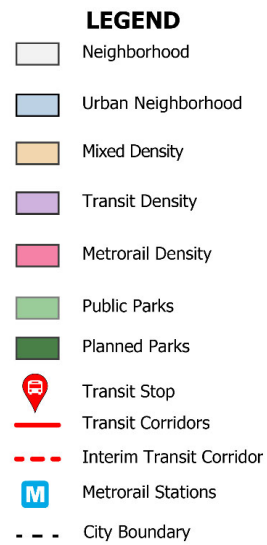 LEGEND
Neighborhood
Urban Neighborhood
Mixed Density
Transit Density
Metrorail Density
Public Parks
Planned Parks
Transit Stop
Transit Corridors
Interim Transit Corridor
M Metrorail Stations
City Boundary